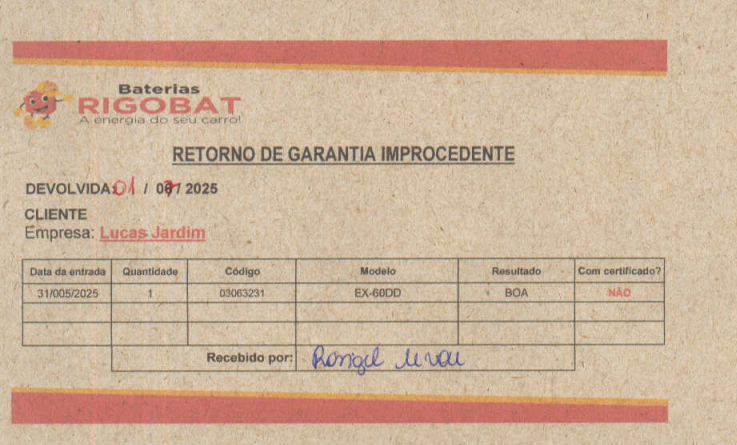 Baterias
RIGOBAT
A energia do seu carro!
RETORNO DE GARANTIA IMPROCEDENTE
DEVOLVIDA: 01 / 07 / 2025
CLIENTE
Empresa: Lucas Jardim
Data da entrada Quantidade Código Modelo Resultado Com certificado?
31/005/2025 1 03063231 EX-60DD BOA NÃO
Recebido por: Rangel